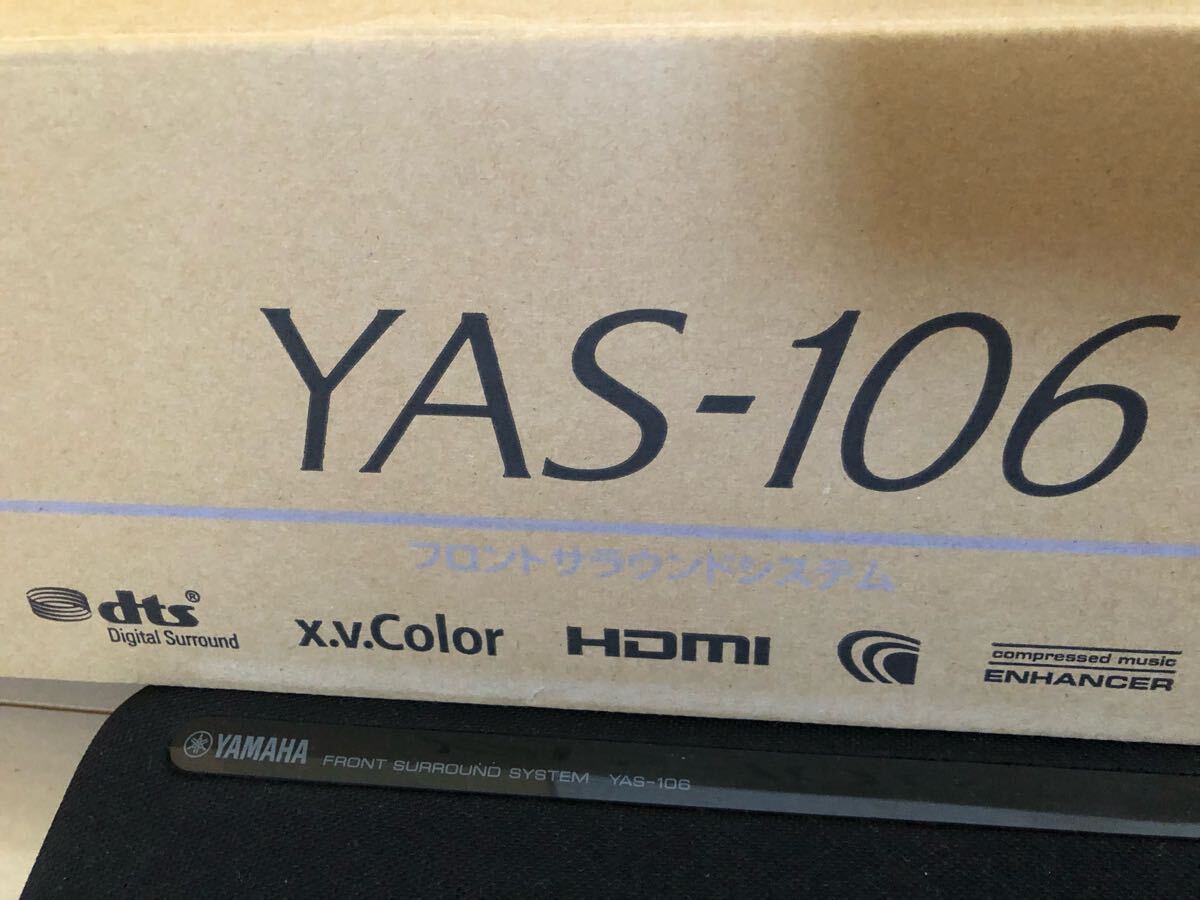 YAS-106
フロントサラウンドシステム
dts®
Digital Surround
x.v.Color
HDMI
compressed music
ENHANCER
YAMAHA FRONT SURROUND SYSTEM YAS-106